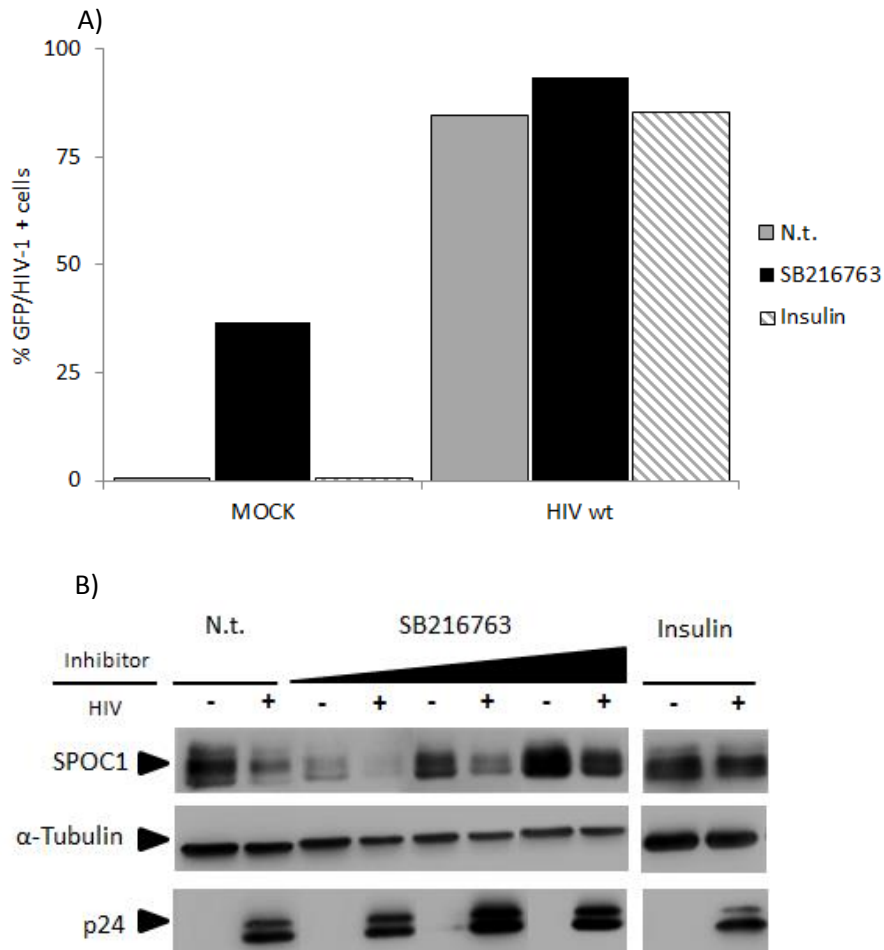 A)
100
75
50
25
0
% GFP/HIV-1 + cells
MOCK
HIV wt
N.t.
SB216763
Insulin
B)
N.t.
SB216763
Insulin
Inhibitor
HIV
- + - + - + - + - +
SPOC1
α-Tubulin
p24